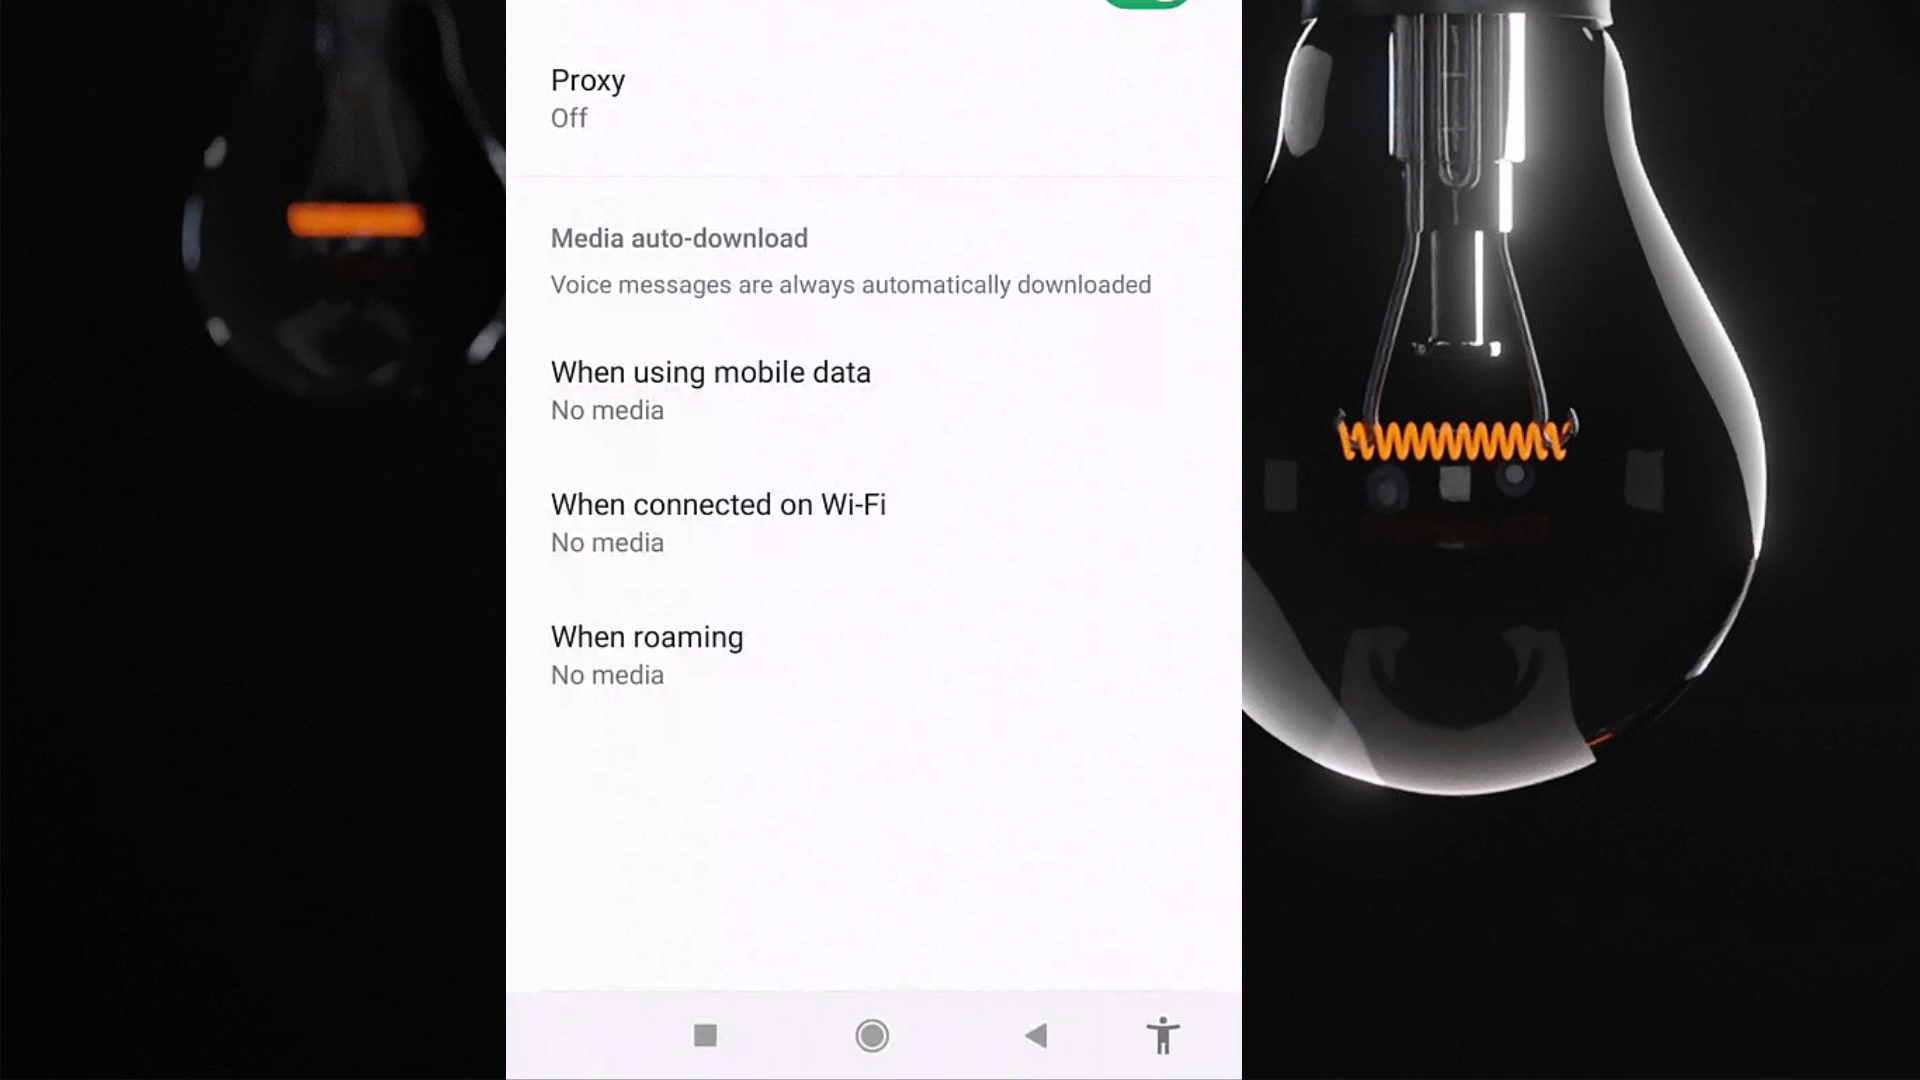 Proxy
Off
Media auto-download
Voice messages are always automatically downloaded
When using mobile data
No media
When connected on Wi-Fi
No media
When roaming
No media